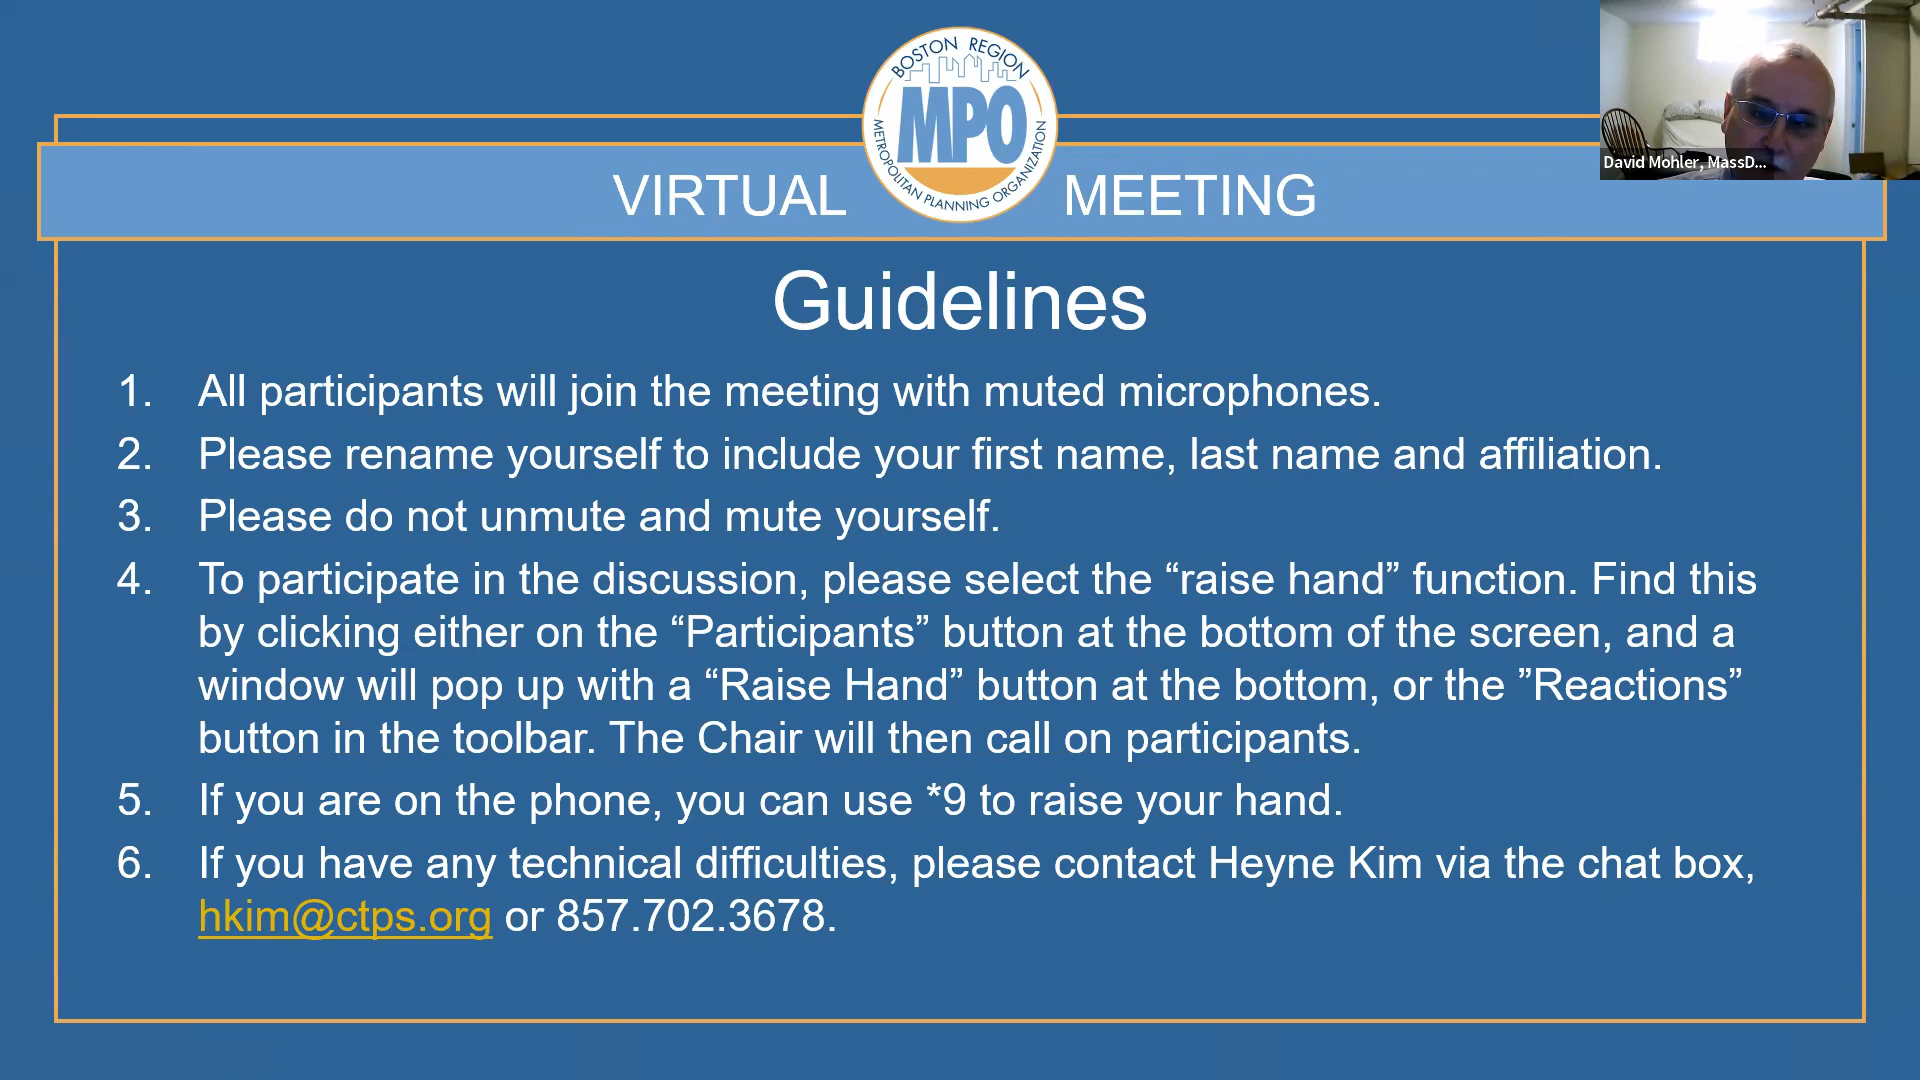 BOSTON REGION
MPO
METROPOLITAN PLANNING ORGANIZATION
VIRTUAL MEETING
David Mohler, MassD...
Guidelines
1. All participants will join the meeting with muted microphones.
2. Please rename yourself to include your first name, last name and affiliation.
3. Please do not unmute and mute yourself.
4. To participate in the discussion, please select the “raise hand” function. Find this
by clicking either on the “Participants” button at the bottom of the screen, and a
window will pop up with a “Raise Hand” button at the bottom, or the ”Reactions”
button in the toolbar. The Chair will then call on participants.
5. If you are on the phone, you can use *9 to raise your hand.
6. If you have any technical difficulties, please contact Heyne Kim via the chat box,
hkim@ctps.org or 857.702.3678.